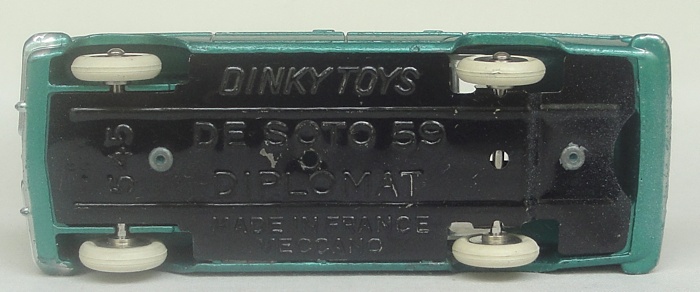 DINKY TOYS
545
DE SOTO 59
DIPLOMAT
MADE IN FRANCE
MECCANO